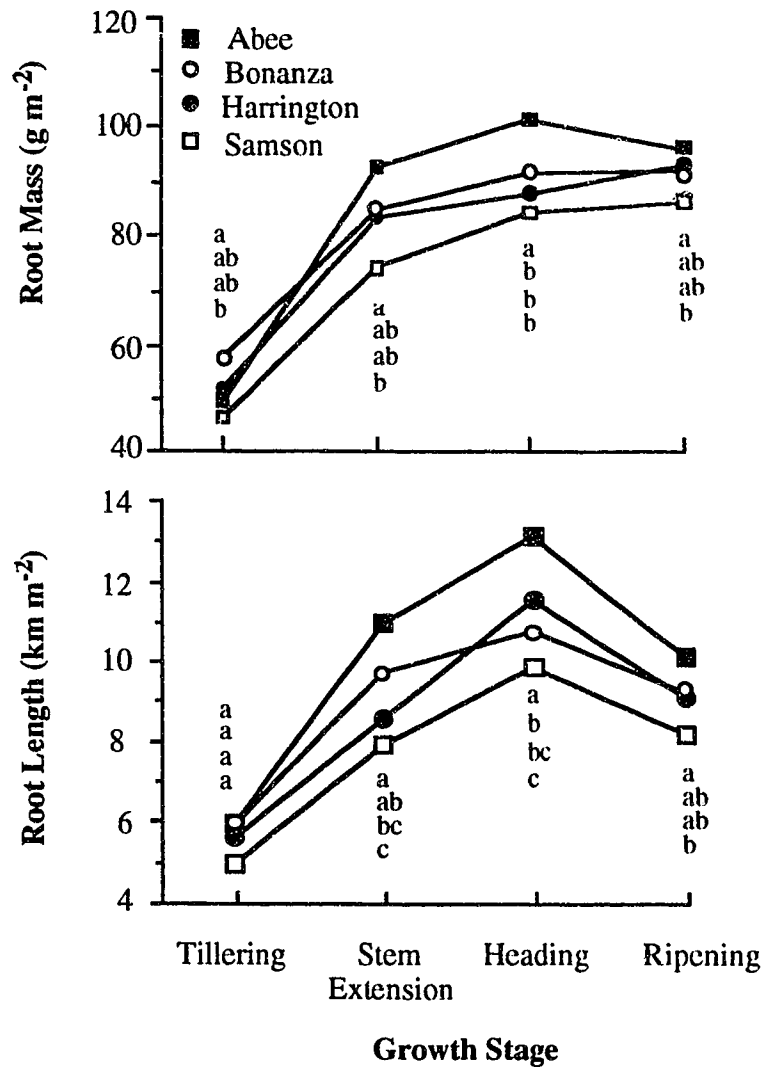 120
100
80
60
40
Root Mass (g m-2)
Abee
Bonanza
Harrington
Samson
a
ab
ab
b
a
ab
ab
b
a
b
b
b
a
ab
ab
b
14
12
10
8
6
4
Root Length (km m-2)
a
a
a
a
a
ab
bc
c
a
b
bc
c
a
ab
ab
b
Tillering
Stem
Extension
Heading
Ripening
Growth Stage